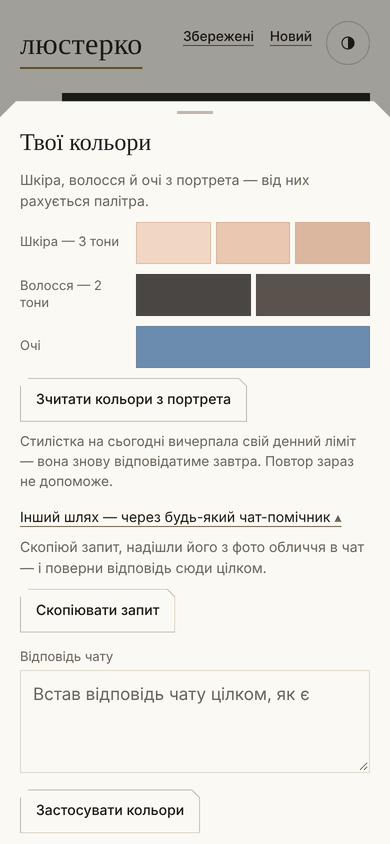 люстерко
Збережені
Новий
Твої кольори
Шкіра, волосся й очі з портрета — від них
рахується палітра.
Шкіра — 3 тони
Волосся — 2
тони
Очі
Зчитати кольори з портрета
Стилістка на сьогодні вичерпала свій денний ліміт
— вона знову відповідатиме завтра. Повтор зараз
не допоможе.
Інший шлях — через будь-який чат-помічник ▴
Скопіюй запит, надішли його з фото обличчя в чат
— і поверни відповідь сюди цілком.
Скопіювати запит
Відповідь чату
Встав відповідь чату цілком, як є
Застосувати кольори